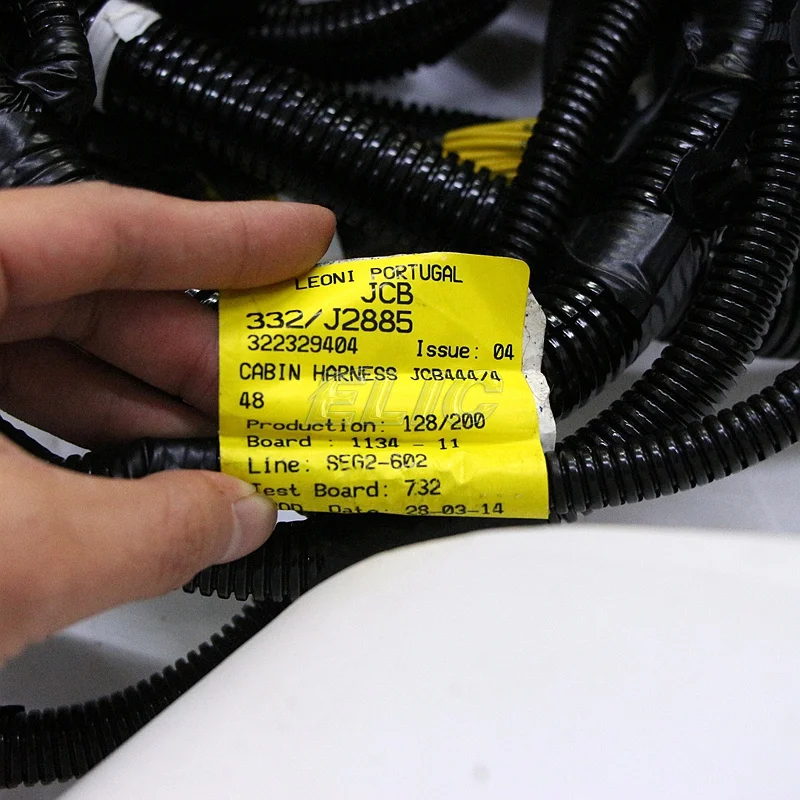 LEONI PORTUGAL
JCB
332/J2885
322329404 Issue: 04
CABIN HARNESS JCB444/4
48
ELIC
Production: 128/200
Board : 1134 - 11
Line: SEG2-602
Test Board: 732
Date: 28-03-14